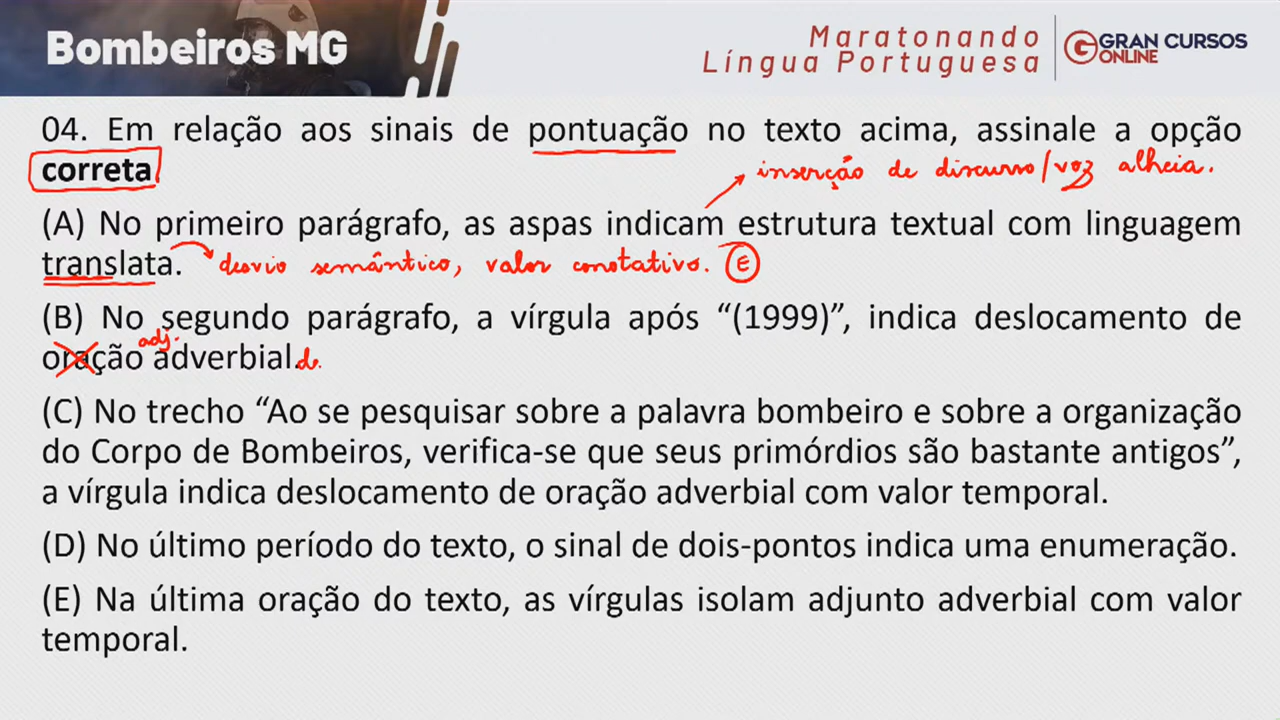 Bombeiros MG
Maratonando
Língua Portuguesa
GRAN CURSOS
ONLINE
04. Em relação aos sinais de pontuação no texto acima, assinale a opção
correta
inserção de discurso/voz alheia.
(A) No primeiro parágrafo, as aspas indicam estrutura textual com linguagem
translata.
desvio semântico, valor conotativo. E
(B) No segundo parágrafo, a vírgula após “(1999)”, indica deslocamento de
adj.
oração adverbial.
de
(C) No trecho “Ao se pesquisar sobre a palavra bombeiro e sobre a organização
do Corpo de Bombeiros, verifica-se que seus primórdios são bastante antigos”,
a vírgula indica deslocamento de oração adverbial com valor temporal.
(D) No último período do texto, o sinal de dois-pontos indica uma enumeração.
(E) Na última oração do texto, as vírgulas isolam adjunto adverbial com valor
temporal.